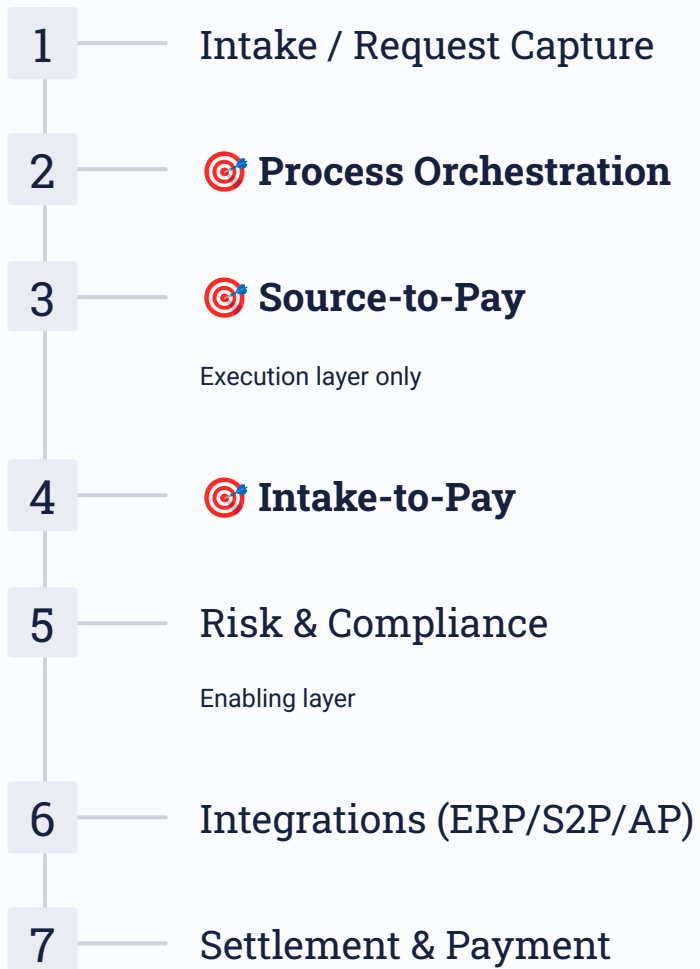 1 Intake / Request Capture
2 🎯 Process Orchestration
3 🎯 Source-to-Pay
Execution layer only
4 🎯 Intake-to-Pay
5 Risk & Compliance
Enabling layer
6 Integrations (ERP/S2P/AP)
7 Settlement & Payment